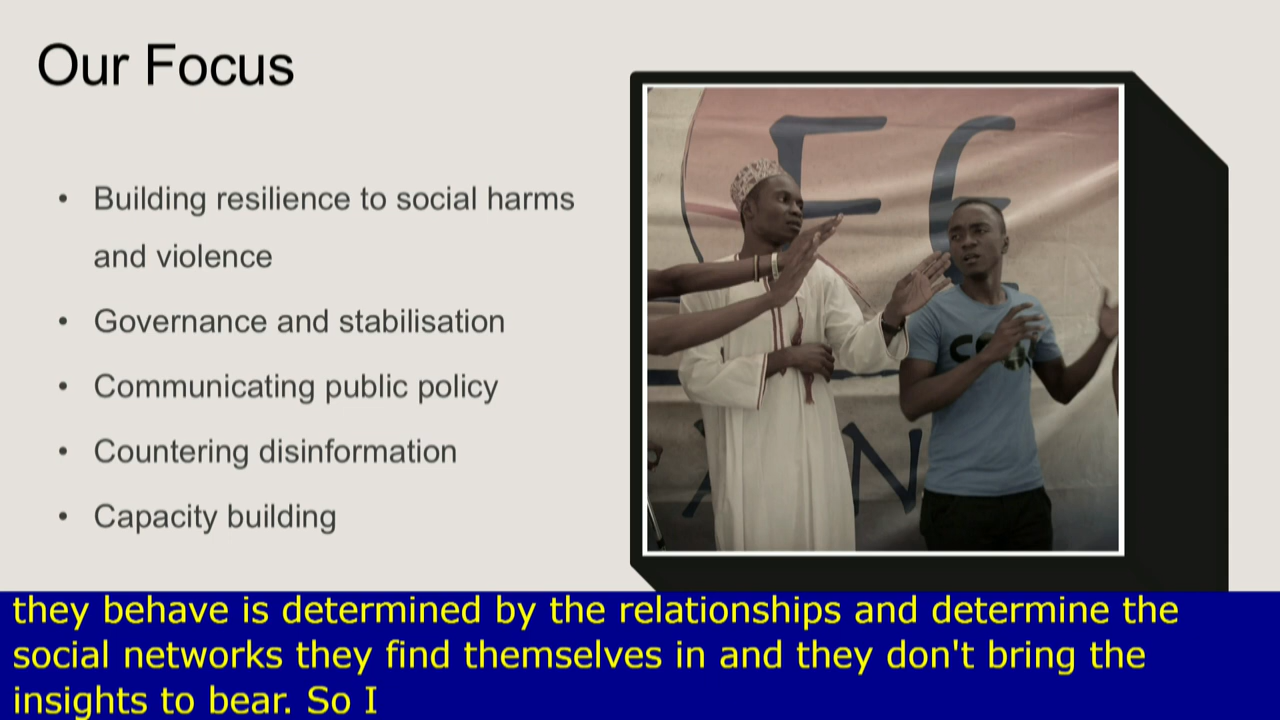 Our Focus
• Building resilience to social harms
and violence
• Governance and stabilisation
• Communicating public policy
• Countering disinformation
• Capacity building
they behave is determined by the relationships and determine the
social networks they find themselves in and they don't bring the
insights to bear. So I